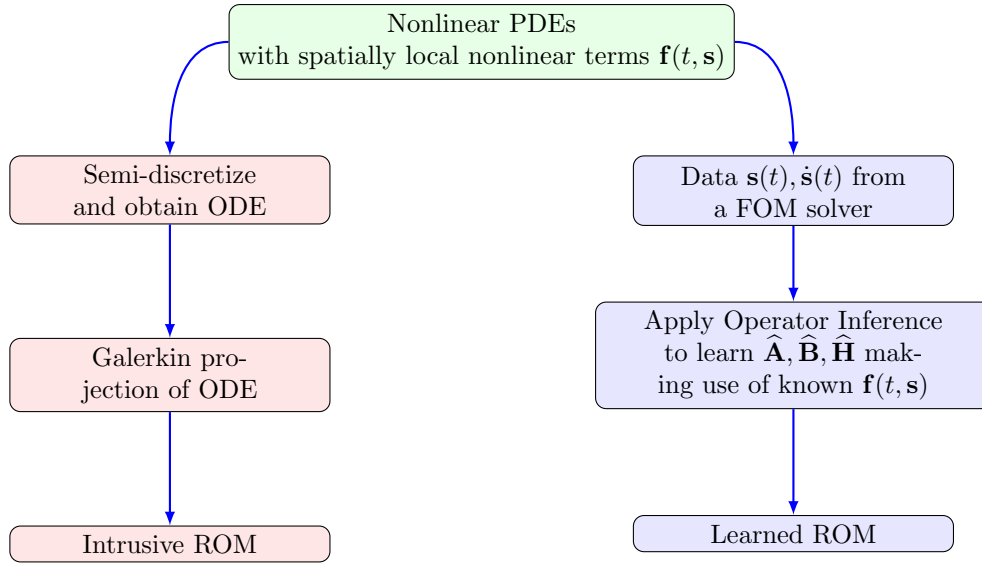 Nonlinear PDEs
with spatially local nonlinear terms f(t, s)
Semi-discretize
and obtain ODE
Data s(t), ṡ(t) from
a FOM solver
Galerkin pro-
jection of ODE
Apply Operator Inference
to learn Â, B̂, Ĥ mak-
ing use of known f(t, s)
Intrusive ROM
Learned ROM